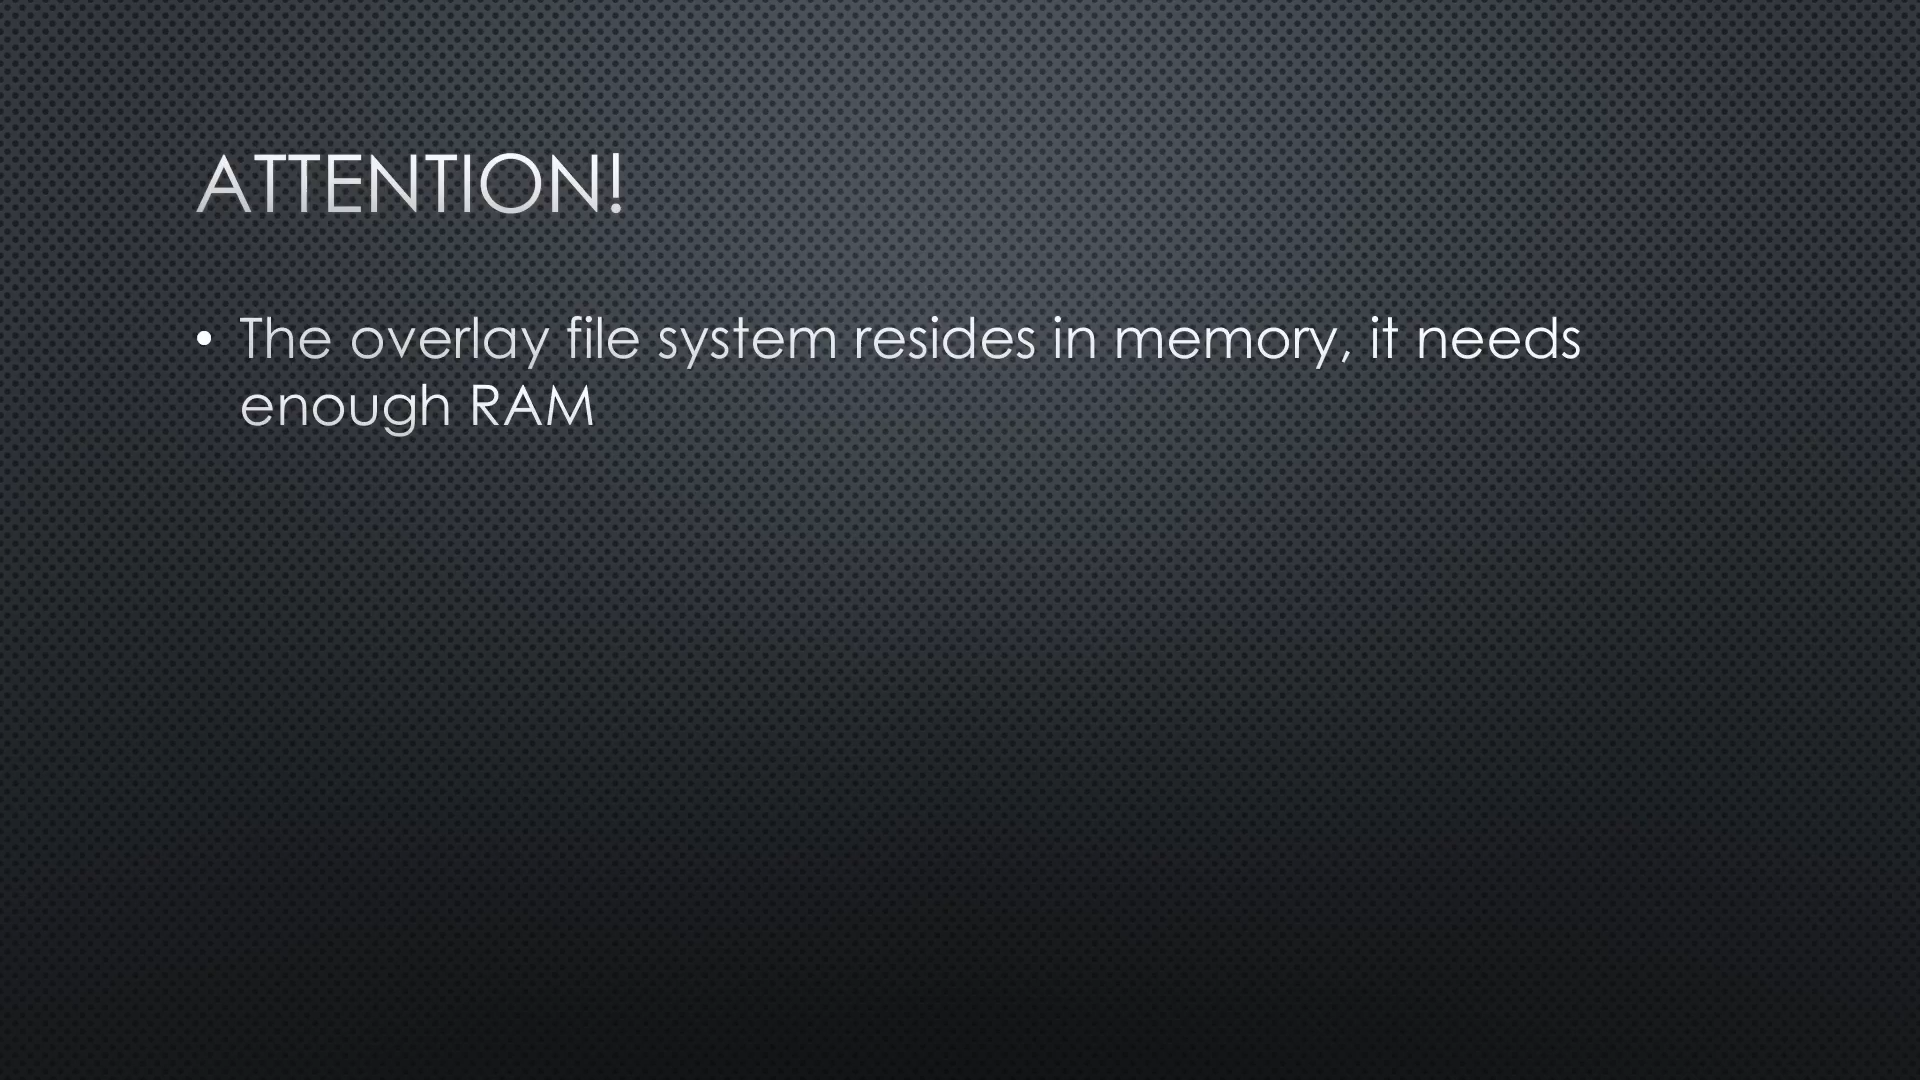 ATTENTION!
• The overlay file system resides in memory, it needs
enough RAM